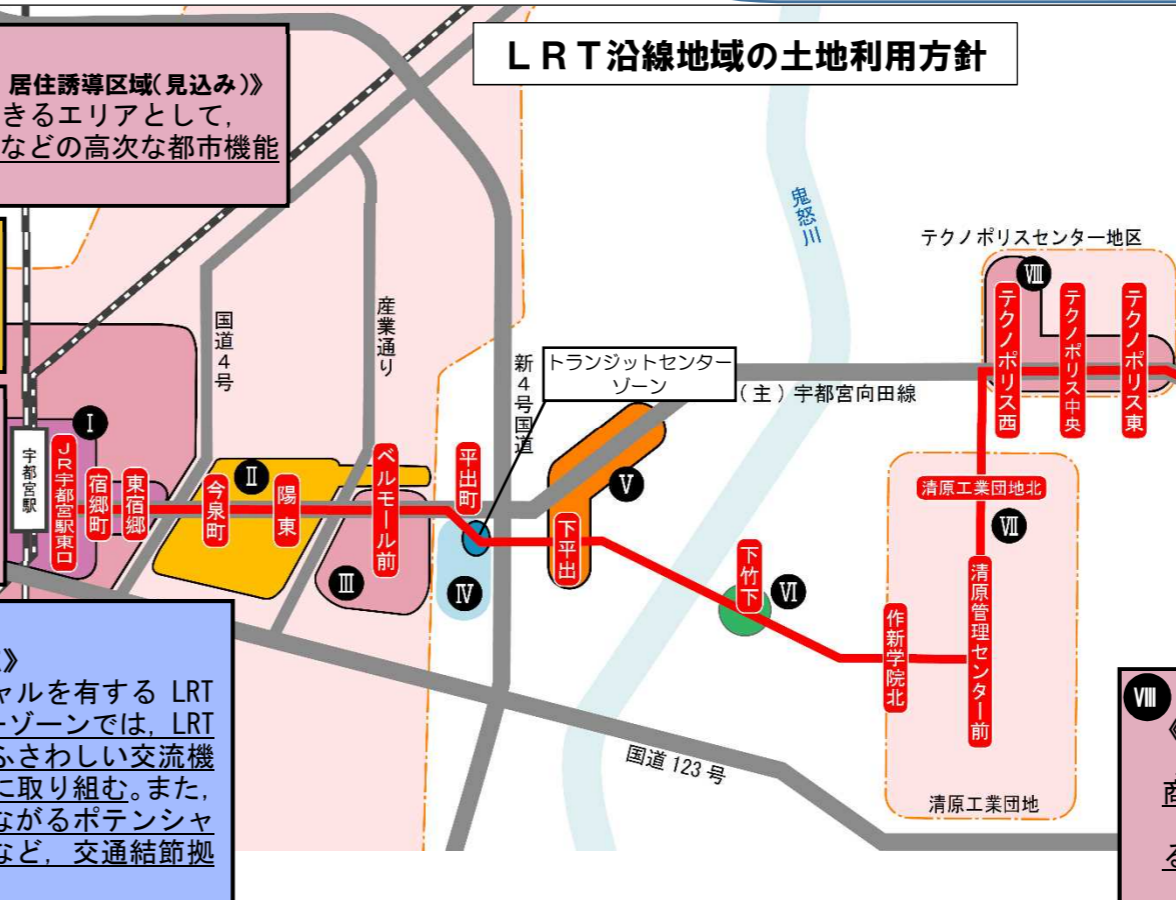 LRT沿線地域の土地利用方針
居住誘導区域(見込み)》
きるエリアとして,
などの高次な都市機能
鬼怒川
テクノポリスセンター地区
Ⅷ
テクノポリス西
テクノポリス中央
テクノポリス東
国道4号
産業通り
新4号国道
トランジットセンター
ゾーン
(主)宇都宮向田線
Ⅰ
宇都宮駅
JR宇都宮駅東口
宿郷町
東宿郷
Ⅱ
今泉町
陽東
ベルモール前
Ⅲ
平出町
Ⅳ
Ⅴ
下平出
下竹下
Ⅵ
清原工業団地北
Ⅶ
作新学院北
清原管理センター前
清原工業団地
国道123号
》
ャルを有する LRT
ーゾーンでは, LRT
ふさわしい交流機
に取り組む。また,
ながるポテンシャ
など, 交通結節拠
Ⅷ
《
商
る